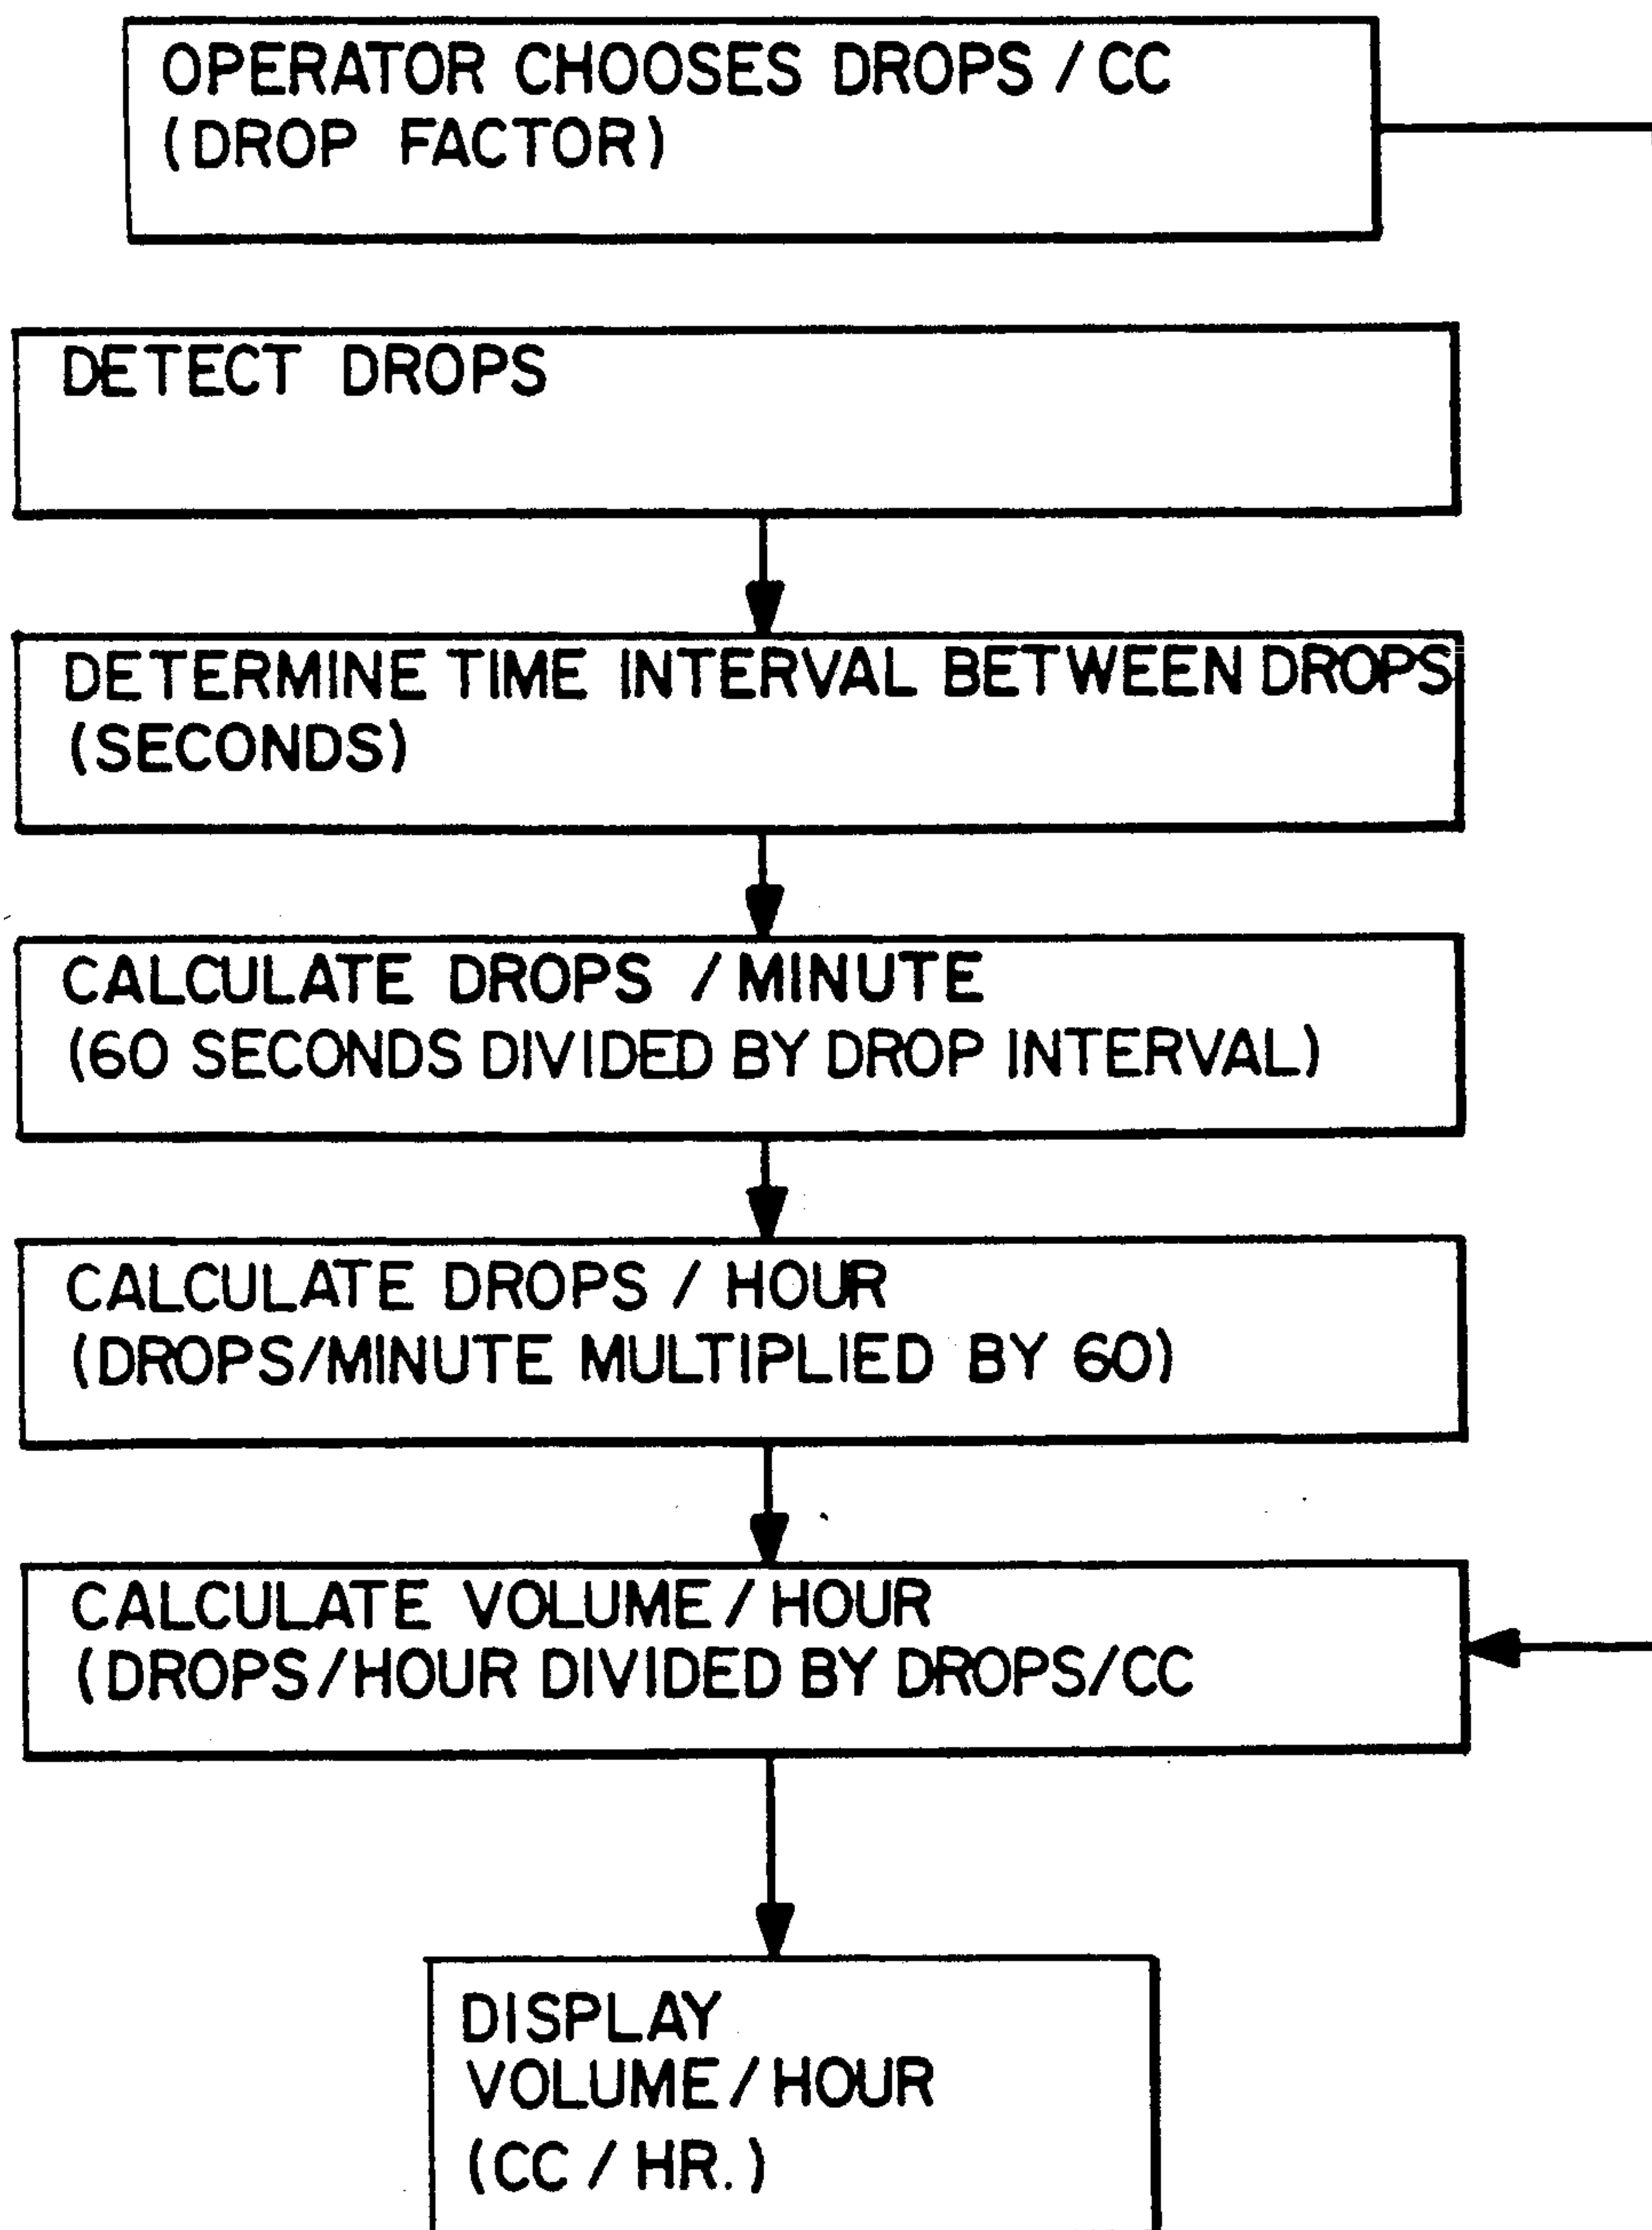 OPERATOR CHOOSES DROPS / CC
(DROP FACTOR)
DETECT DROPS
DETERMINE TIME INTERVAL BETWEEN DROPS
(SECONDS)
CALCULATE DROPS / MINUTE
(60 SECONDS DIVIDED BY DROP INTERVAL)
CALCULATE DROPS / HOUR
(DROPS/MINUTE MULTIPLIED BY 60)
CALCULATE VOLUME/HOUR
(DROPS/HOUR DIVIDED BY DROPS/CC
DISPLAY
VOLUME/HOUR
(CC / HR.)